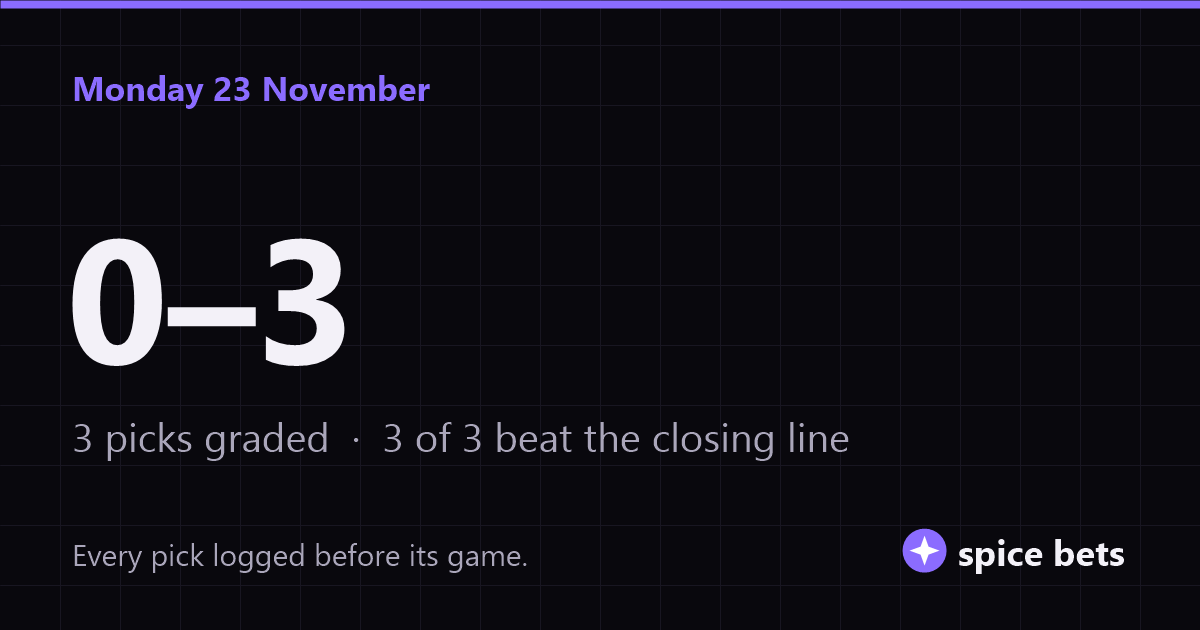 Monday 23 November
0–3
3 picks graded · 3 of 3 beat the closing line
Every pick logged before its game.
spice bets